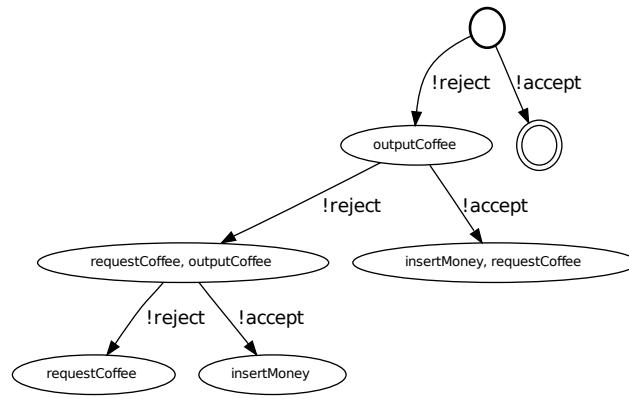 !reject
!accept
outputCoffee
!reject
!accept
requestCoffee, outputCoffee
insertMoney, requestCoffee
!reject
!accept
requestCoffee
insertMoney